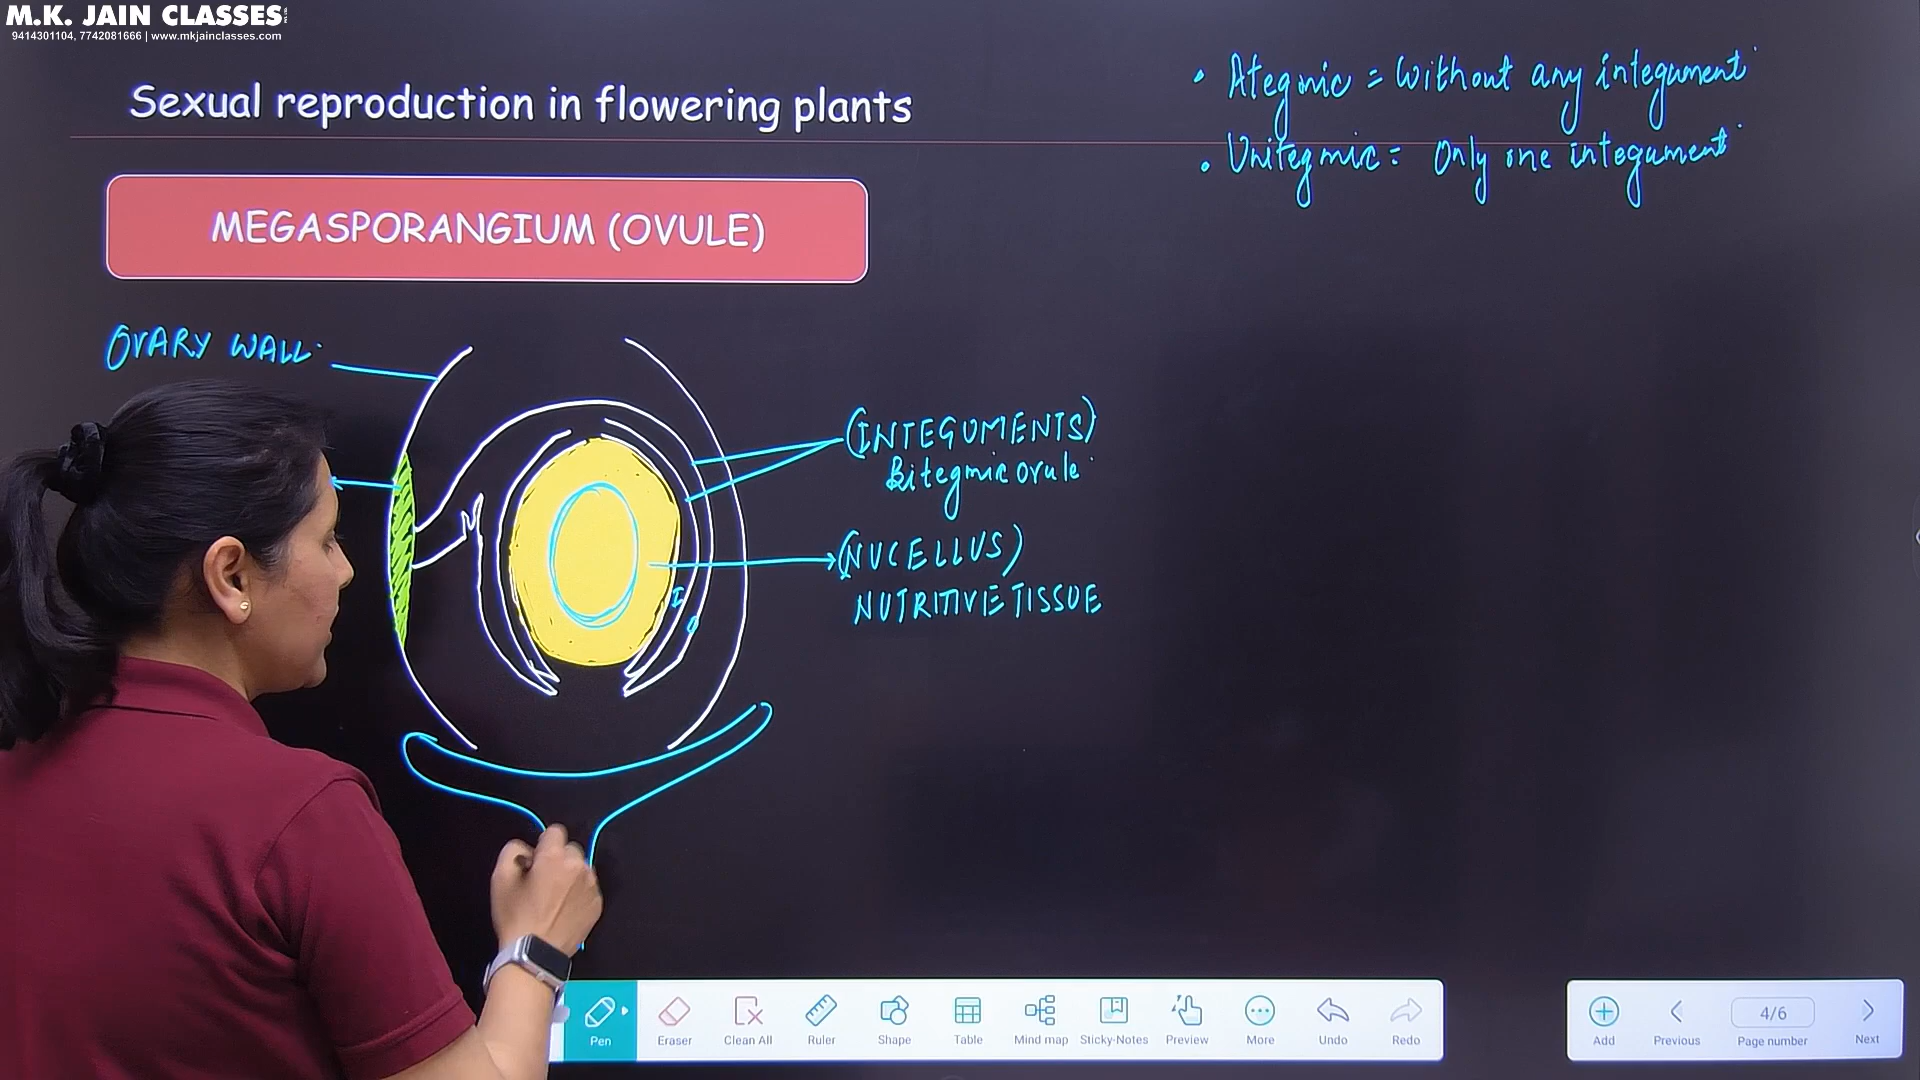 M.K. JAIN CLASSES
9414301104, 7742081666 | www.mkjainclasses.com
Sexual reproduction in flowering plants
• Ategmic = Without any integument
• Unitegmic = Only one integument
MEGASPORANGIUM (OVULE)
OVARY WALL
(INTEGUMENTS)
Bitegmic ovule
(NUCELLUS)
NUTRITIVE TISSUE
I
O
Pen
Eraser
Clean All
Ruler
Shape
Table
Mind map
Sticky-Notes
Preview
More
Undo
Redo
Add
Previous
4/6
Page number
Next